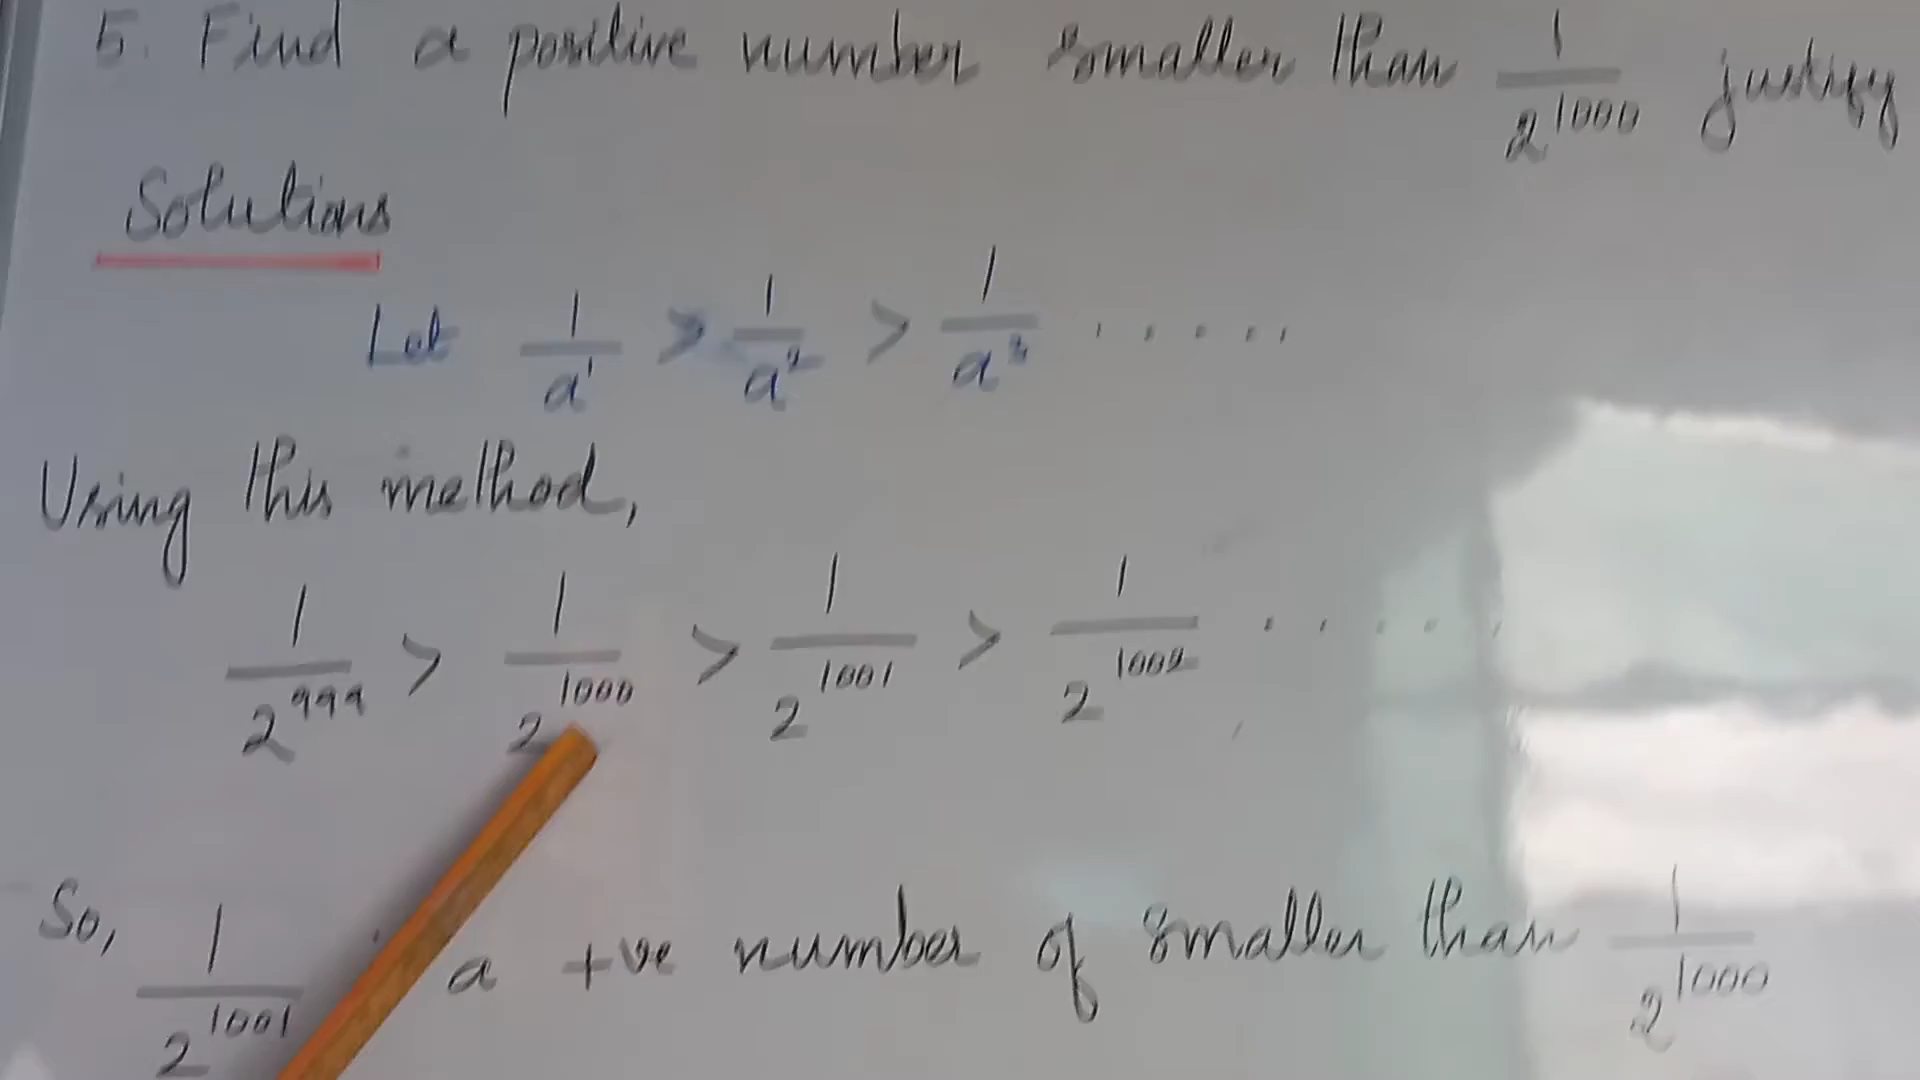 5. Find a positive number smaller than 1/2^1000 justify
Solutions
Let 1/a^1 > 1/a^2 > 1/a^3 ......
Using this method,
1/2^999 > 1/2^1000 > 1/2^1001 > 1/2^1002 .....
So, 1/2^1001 a +ve number of smaller than 1/2^1000